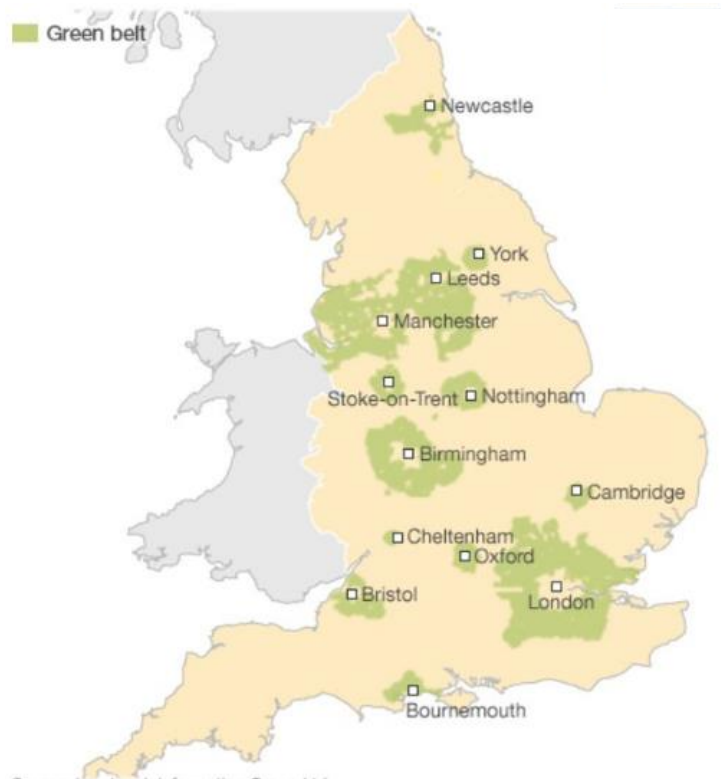 Green belt
Newcastle
York
Leeds
Manchester
Stoke-on-Trent
Nottingham
Birmingham
Cambridge
Cheltenham
Oxford
Bristol
London
Bournemouth